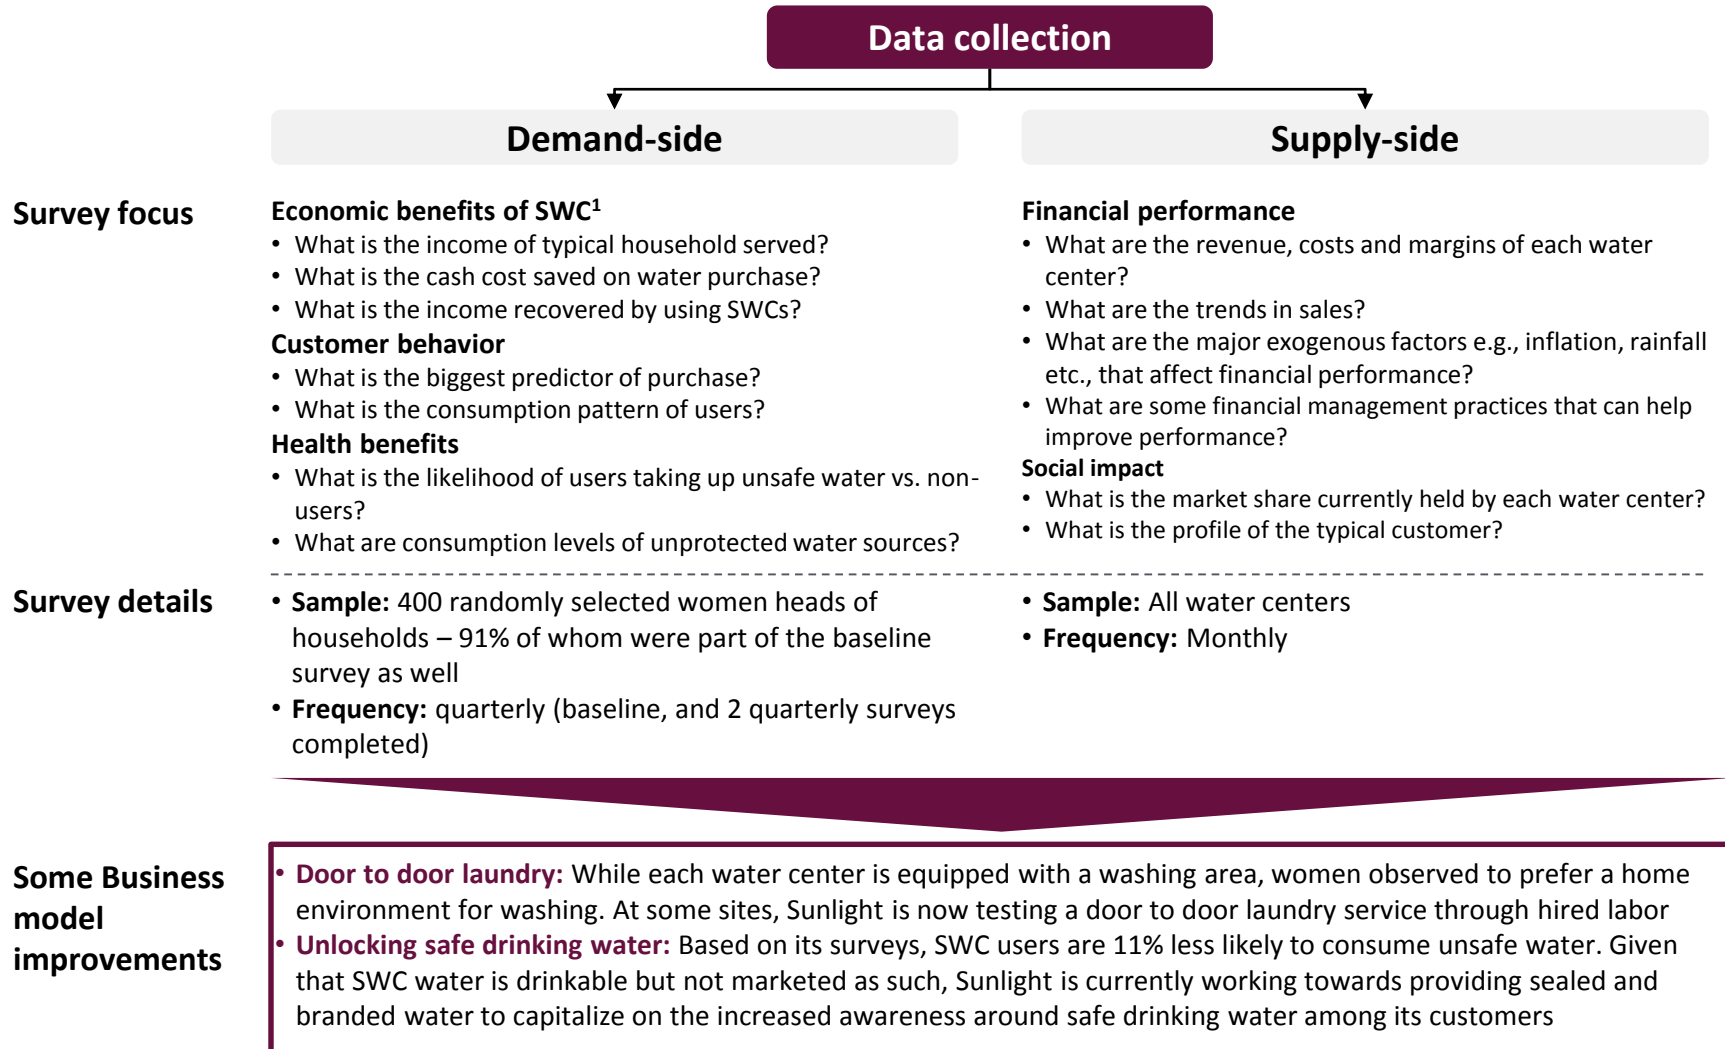 Data collection
Demand-side
Supply-side
Survey focus
Economic benefits of SWC¹
• What is the income of typical household served?
• What is the cash cost saved on water purchase?
• What is the income recovered by using SWCs?
Customer behavior
• What is the biggest predictor of purchase?
• What is the consumption pattern of users?
Health benefits
• What is the likelihood of users taking up unsafe water vs. non-
users?
• What are consumption levels of unprotected water sources?
Financial performance
• What are the revenue, costs and margins of each water
center?
• What are the trends in sales?
• What are the major exogenous factors e.g., inflation, rainfall
etc., that affect financial performance?
• What are some financial management practices that can help
improve performance?
Social impact
• What is the market share currently held by each water center?
• What is the profile of the typical customer?
Survey details
• Sample: 400 randomly selected women heads of
households – 91% of whom were part of the baseline
survey as well
• Frequency: quarterly (baseline, and 2 quarterly surveys
completed)
• Sample: All water centers
• Frequency: Monthly
Some Business
model
improvements
• Door to door laundry: While each water center is equipped with a washing area, women observed to prefer a home
environment for washing. At some sites, Sunlight is now testing a door to door laundry service through hired labor
• Unlocking safe drinking water: Based on its surveys, SWC users are 11% less likely to consume unsafe water. Given
that SWC water is drinkable but not marketed as such, Sunlight is currently working towards providing sealed and
branded water to capitalize on the increased awareness around safe drinking water among its customers